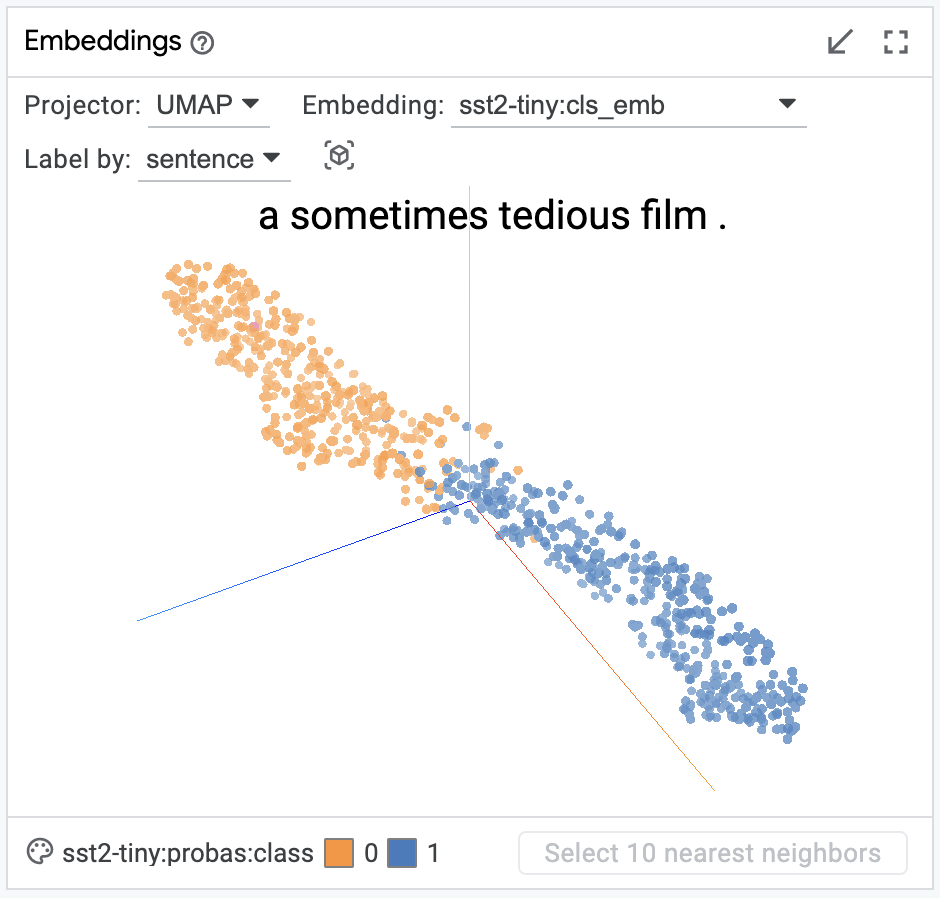 Embeddings ?
Projector: UMAP Embedding: sst2-tiny:cls_emb
Label by: sentence
a sometimes tedious film .
sst2-tiny:probas:class 0 1 Select 10 nearest neighbors